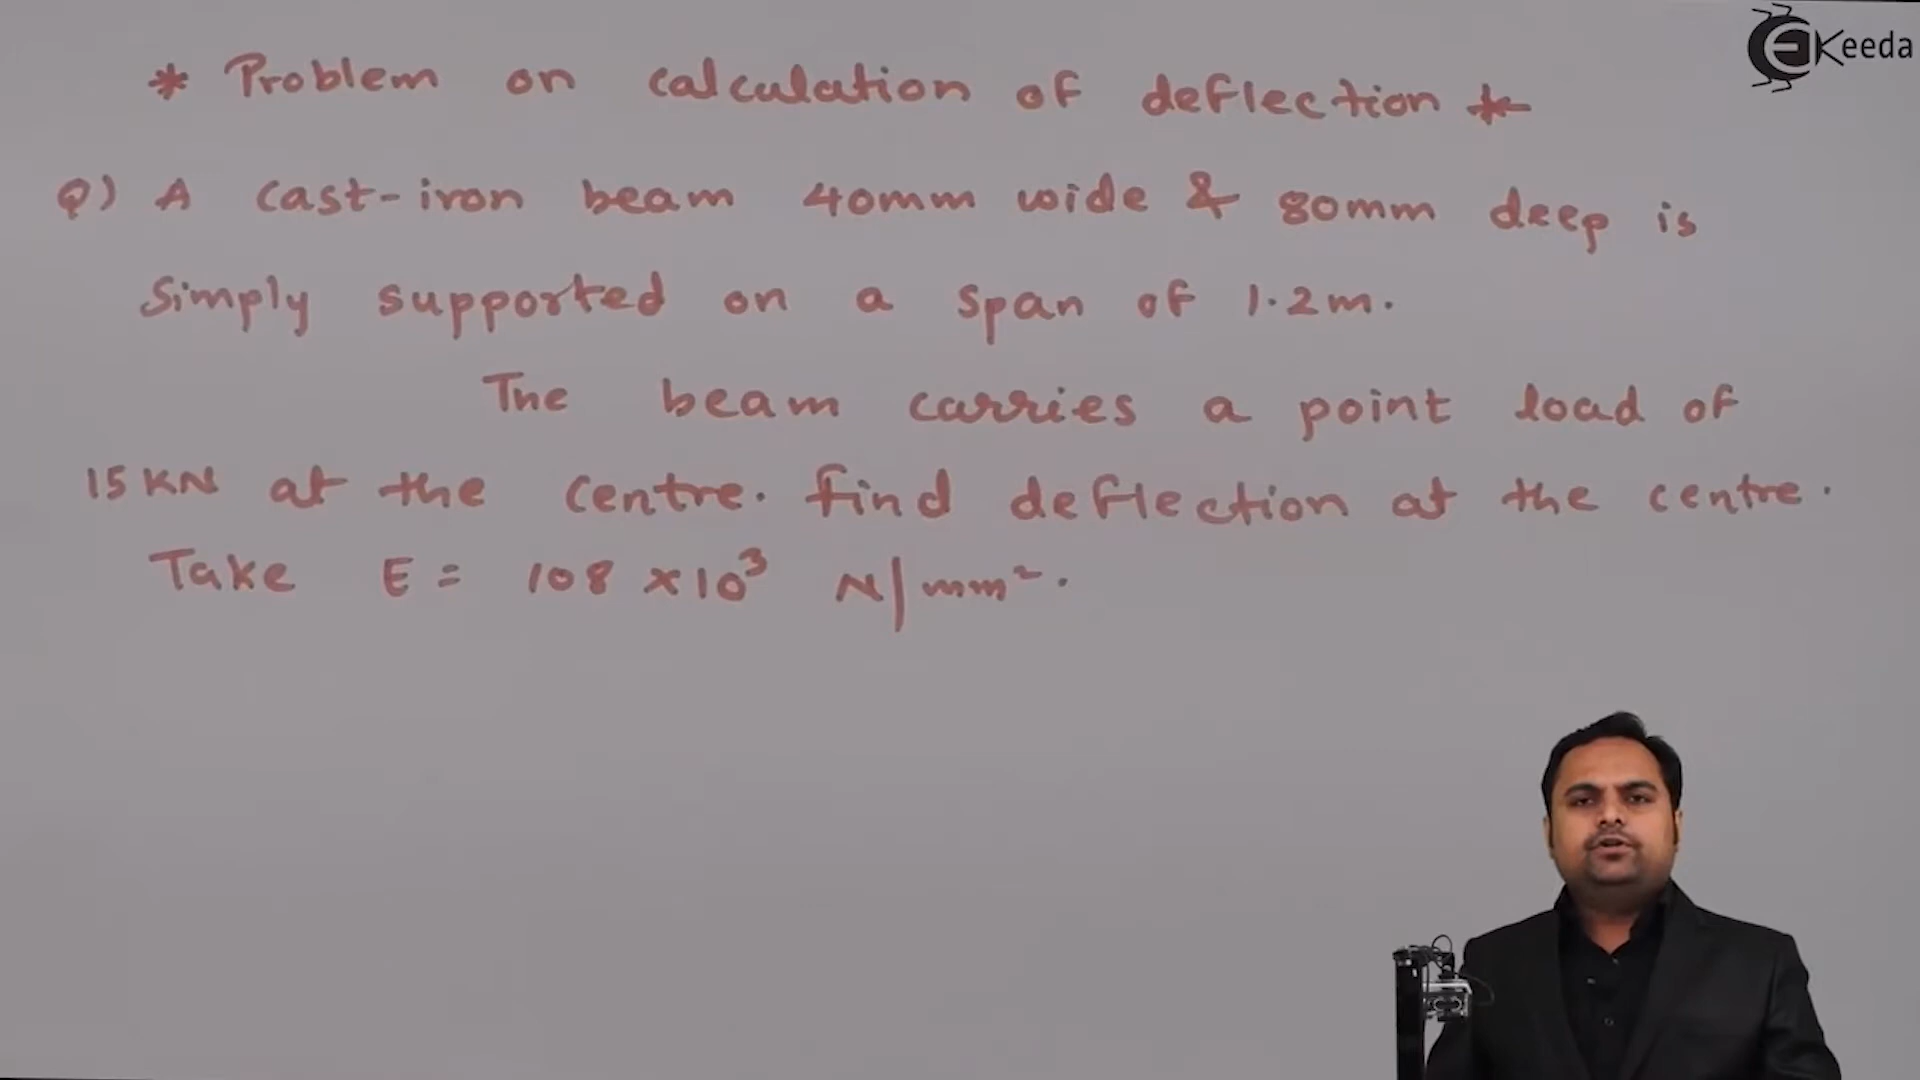 Ekeeda
* Problem on calculation of deflection *
Q) A cast-iron beam 40mm wide & 80mm deep is
simply supported on a span of 1.2m.
The beam carries a point load of
15 KN at the centre. find deflection at the centre.
Take E = 108 ×10³ N/mm².